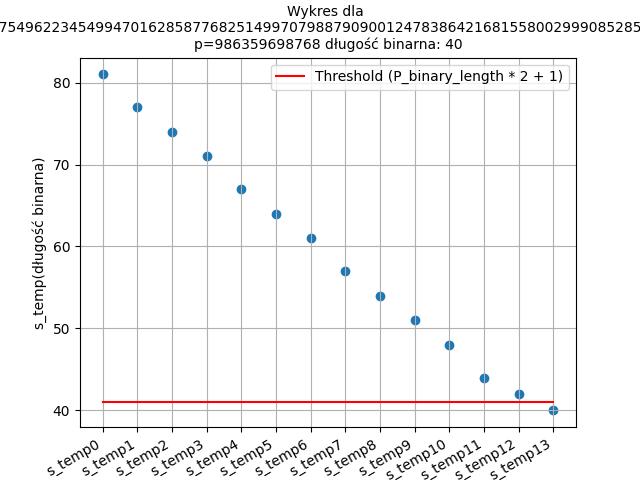 Wykres dla
7549622345499470162858776825149970798879090012478386421681558002999085285
p=986359698768 długość binarna: 40
Threshold (P_binary_length * 2 + 1)
80
70
60
50
40
s_temp(długość binarna)
s_temp0
s_temp1
s_temp2
s_temp3
s_temp4
s_temp5
s_temp6
s_temp7
s_temp8
s_temp9
s_temp10
s_temp11
s_temp12
s_temp13